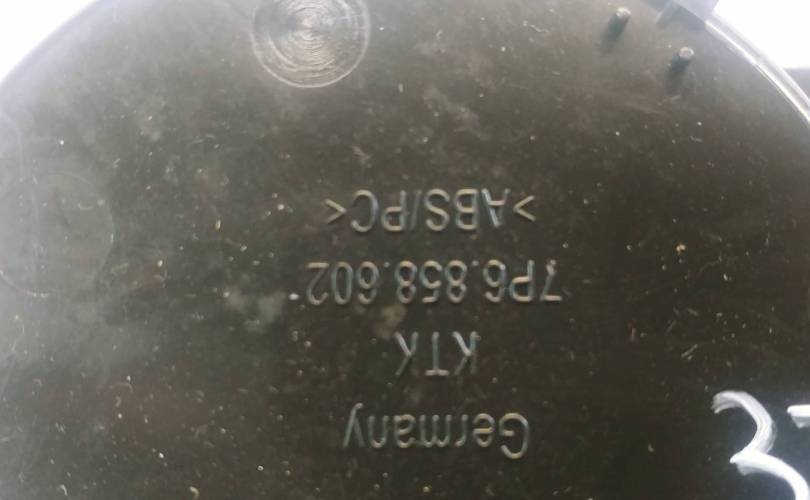 Germany
KTK
7P6.858.602
>ABS/PC<